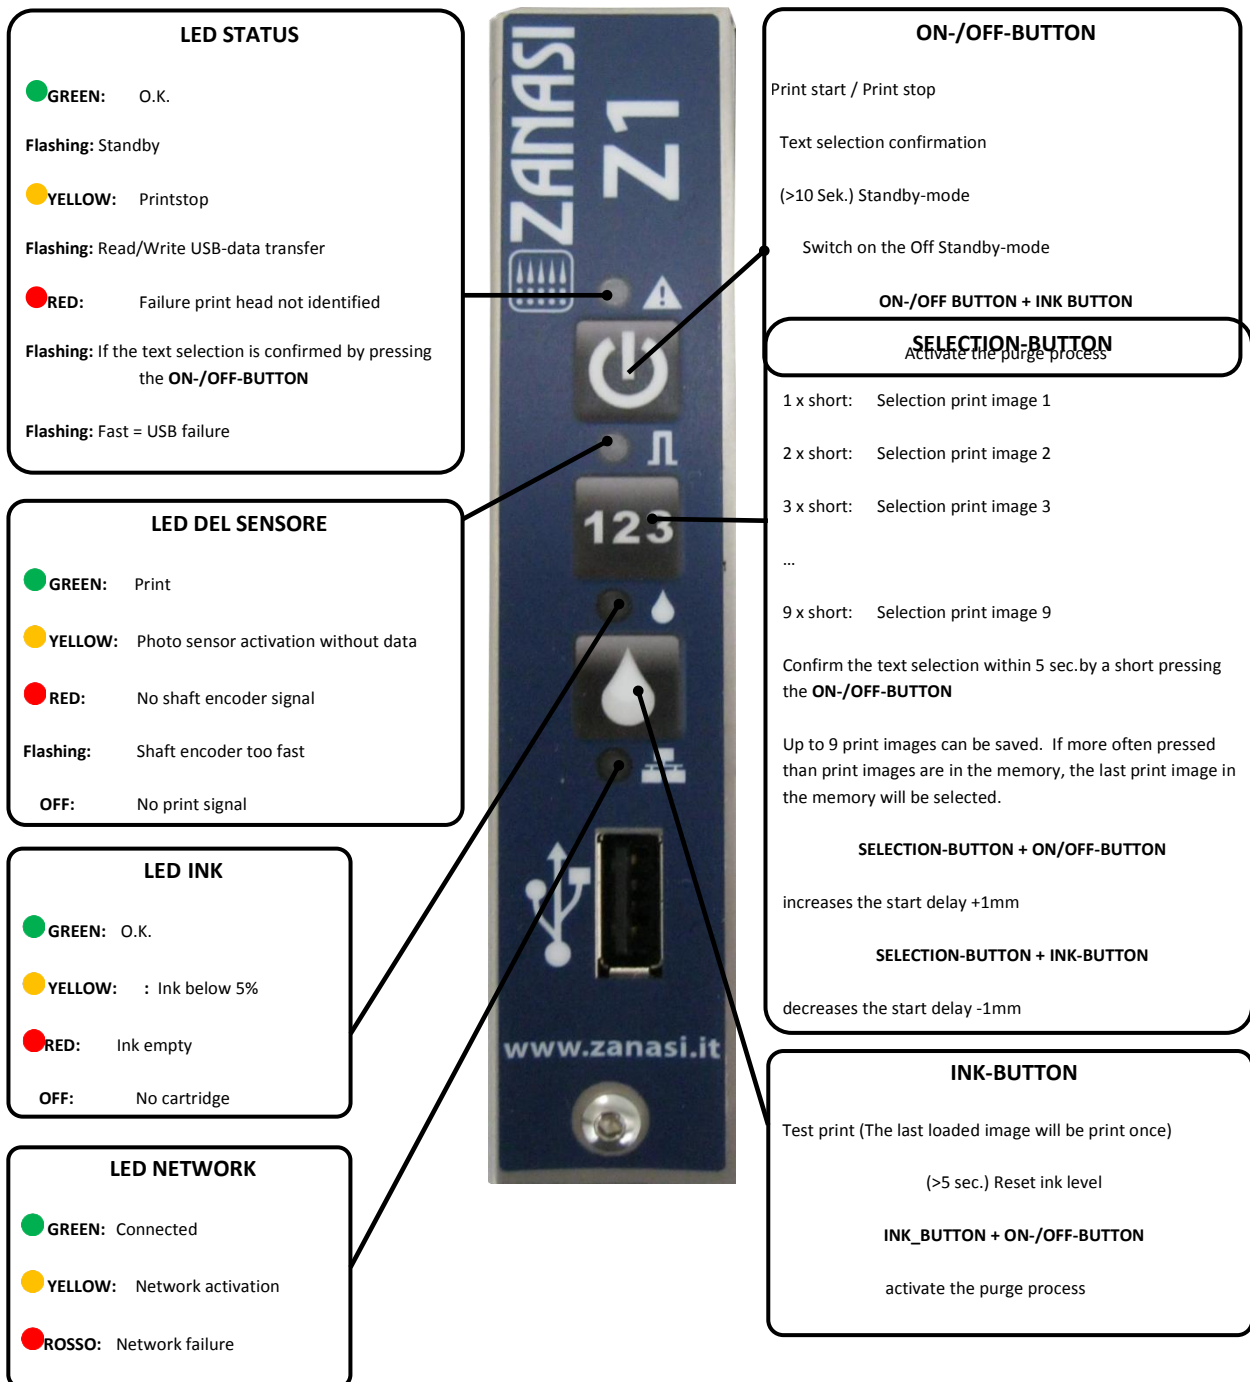 LED STATUS
GREEN: O.K.
Flashing: Standby
YELLOW: Printstop
Flashing: Read/Write USB-data transfer
RED: Failure print head not identified
Flashing: If the text selection is confirmed by pressing
the ON-/OFF-BUTTON
Flashing: Fast = USB failure
LED DEL SENSORE
GREEN: Print
YELLOW: Photo sensor activation without data
RED: No shaft encoder signal
Flashing: Shaft encoder too fast
OFF: No print signal
LED INK
GREEN: O.K.
YELLOW: : Ink below 5%
RED: Ink empty
OFF: No cartridge
LED NETWORK
GREEN: Connected
YELLOW: Network activation
ROSSO: Network failure
ZANASI
Z1
123
www.zanasi.it
ON-/OFF-BUTTON
Print start / Print stop
Text selection confirmation
(>10 Sek.) Standby-mode
Switch on the Off Standby-mode
ON-/OFF BUTTON + INK BUTTON
Activate the purge process
SELECTION-BUTTON
1 x short: Selection print image 1
2 x short: Selection print image 2
3 x short: Selection print image 3
...
9 x short: Selection print image 9
Confirm the text selection within 5 sec.by a short pressing
the ON-/OFF-BUTTON
Up to 9 print images can be saved. If more often pressed
than print images are in the memory, the last print image in
the memory will be selected.
SELECTION-BUTTON + ON/OFF-BUTTON
increases the start delay +1mm
SELECTION-BUTTON + INK-BUTTON
decreases the start delay -1mm
INK-BUTTON
Test print (The last loaded image will be print once)
(>5 sec.) Reset ink level
INK_BUTTON + ON-/OFF-BUTTON
activate the purge process